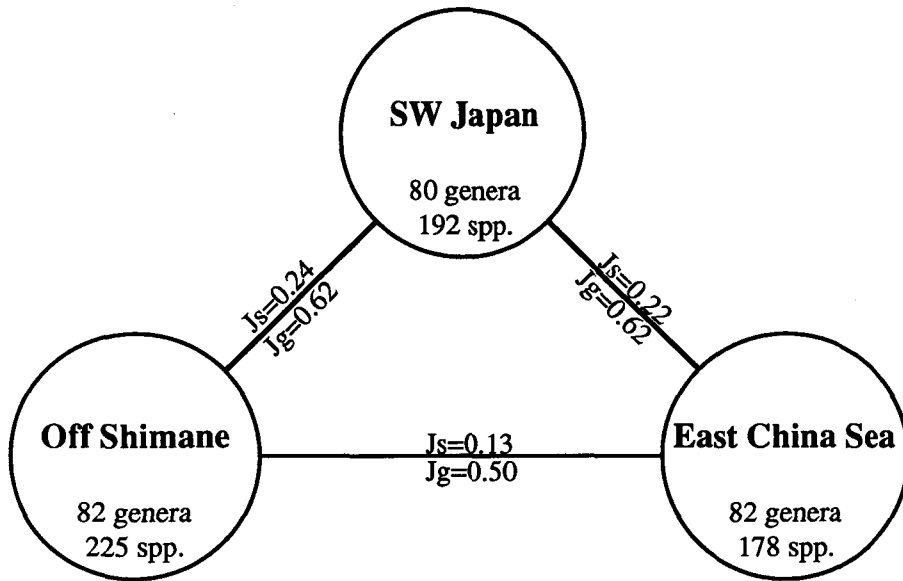 SW Japan
80 genera
192 spp.
Js=0.24
Jg=0.62
Js=0.22
Jg=0.62
Off Shimane
82 genera
225 spp.
Js=0.13
Jg=0.50
East China Sea
82 genera
178 spp.